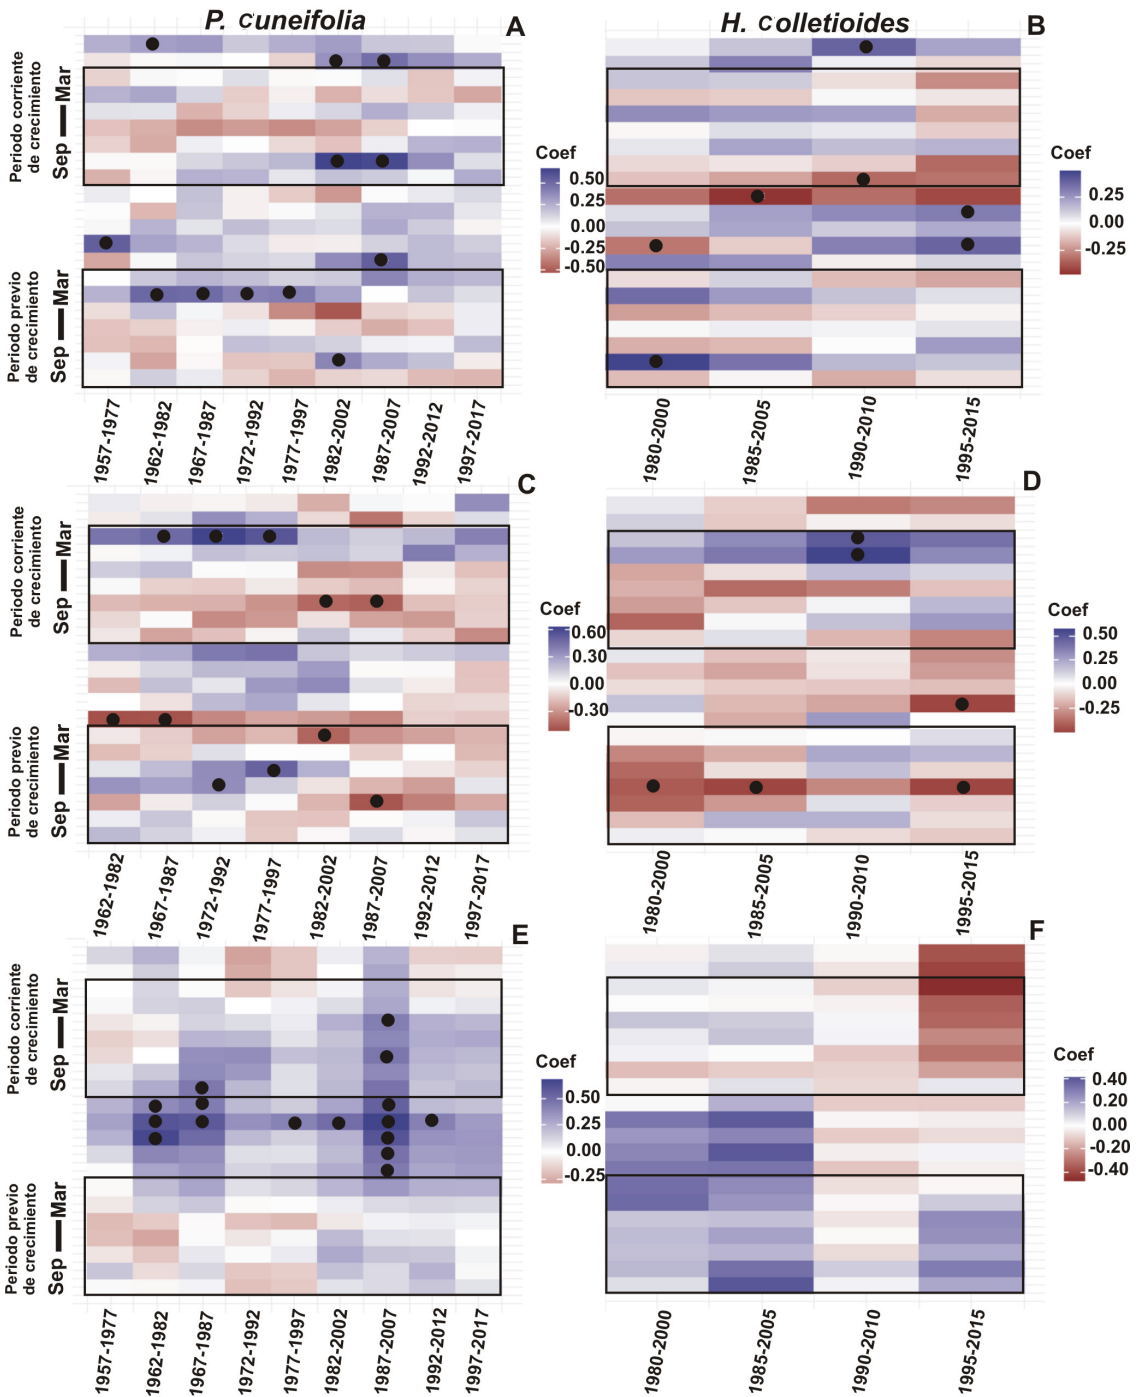 P. Cuneifolia
H. Colletioides
A
B
Periodo corriente
de crecimiento
Sep
Mar
Periodo previo
de crecimiento
Sep
Mar
Coef
0.50
0.25
0.00
-0.25
-0.50
Coef
0.25
0.00
-0.25
1957-1977
1962-1982
1967-1987
1972-1992
1977-1997
1982-2002
1987-2007
1992-2012
1997-2017
1980-2000
1985-2005
1990-2010
1995-2015
C
D
Periodo corriente
de crecimiento
Sep
Mar
Periodo previo
de crecimiento
Sep
Mar
Coef
0.60
0.30
0.00
-0.30
Coef
0.50
0.25
0.00
-0.25
1962-1982
1967-1987
1972-1992
1977-1997
1982-2002
1987-2007
1992-2012
1997-2017
1980-2000
1985-2005
1990-2010
1995-2015
E
F
Periodo corriente
de crecimiento
Sep
Mar
Periodo previo
de crecimiento
Sep
Mar
Coef
0.50
0.25
0.00
-0.25
Coef
0.40
0.20
0.00
-0.20
-0.40
1957-1977
1962-1982
1967-1987
1972-1992
1977-1997
1982-2002
1987-2007
1992-2012
1997-2017
1980-2000
1985-2005
1990-2010
1995-2015